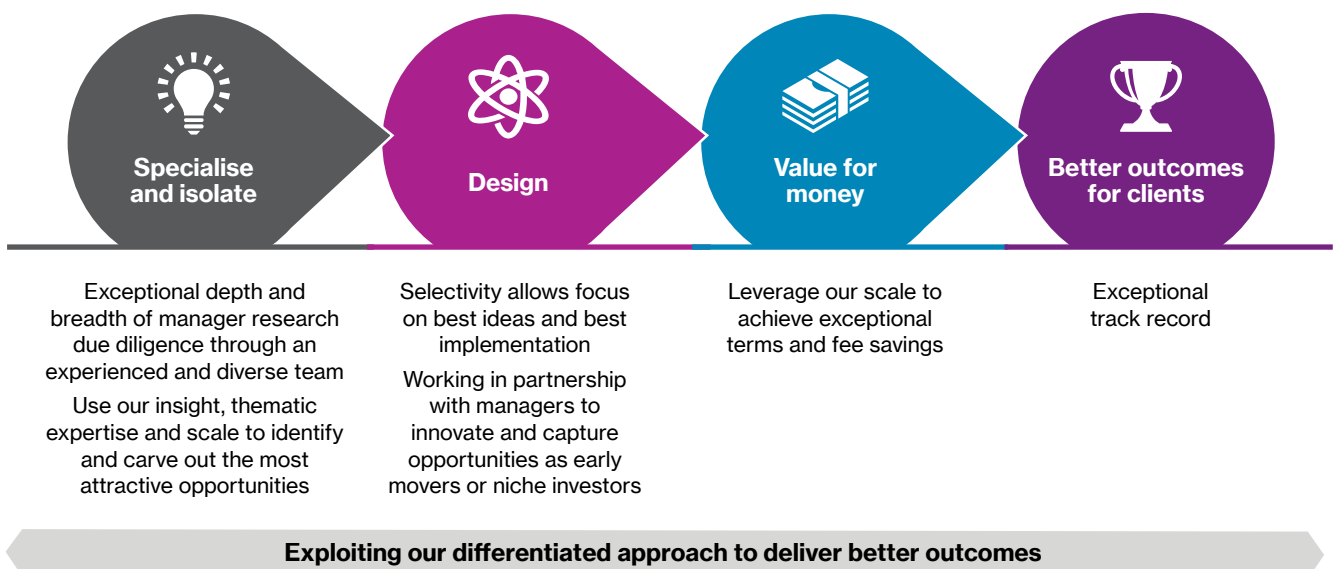 Specialise
and isolate
Design
Value for
money
Better outcomes
for clients
Exceptional depth and
breadth of manager research
due diligence through an
experienced and diverse team
Use our insight, thematic
expertise and scale to identify
and carve out the most
attractive opportunities
Selectivity allows focus
on best ideas and best
implementation
Working in partnership
with managers to
innovate and capture
opportunities as early
movers or niche investors
Leverage our scale to
achieve exceptional
terms and fee savings
Exceptional
track record
Exploiting our differentiated approach to deliver better outcomes